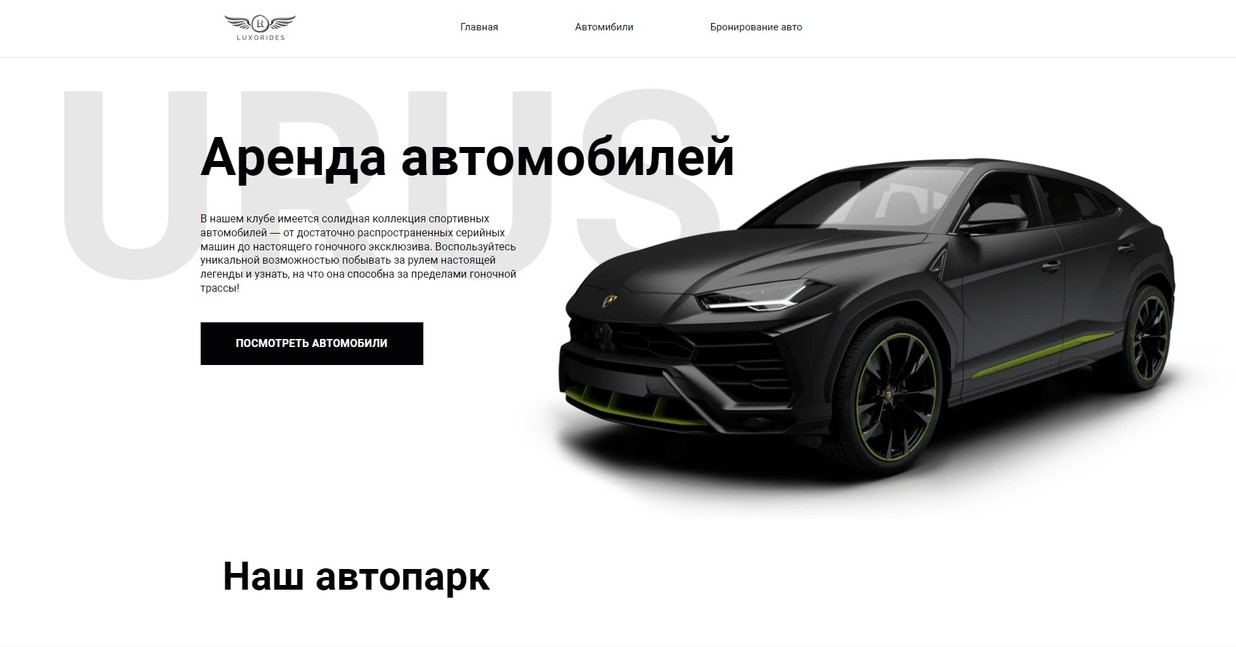 LR
LUXORIDES
Главная
Автомибили
Бронирование авто
URUS
Аренда автомобилей
В нашем клубе имеется солидная коллекция спортивных
автомобилей — от достаточно распространенных серийных
машин до настоящего гоночного эксклюзива. Воспользуйтесь
уникальной возможностью побывать за рулем настоящей
легенды и узнать, на что она способна за пределами гоночной
трассы!
ПОСМОТРЕТЬ АВТОМОБИЛИ
Наш автопарк